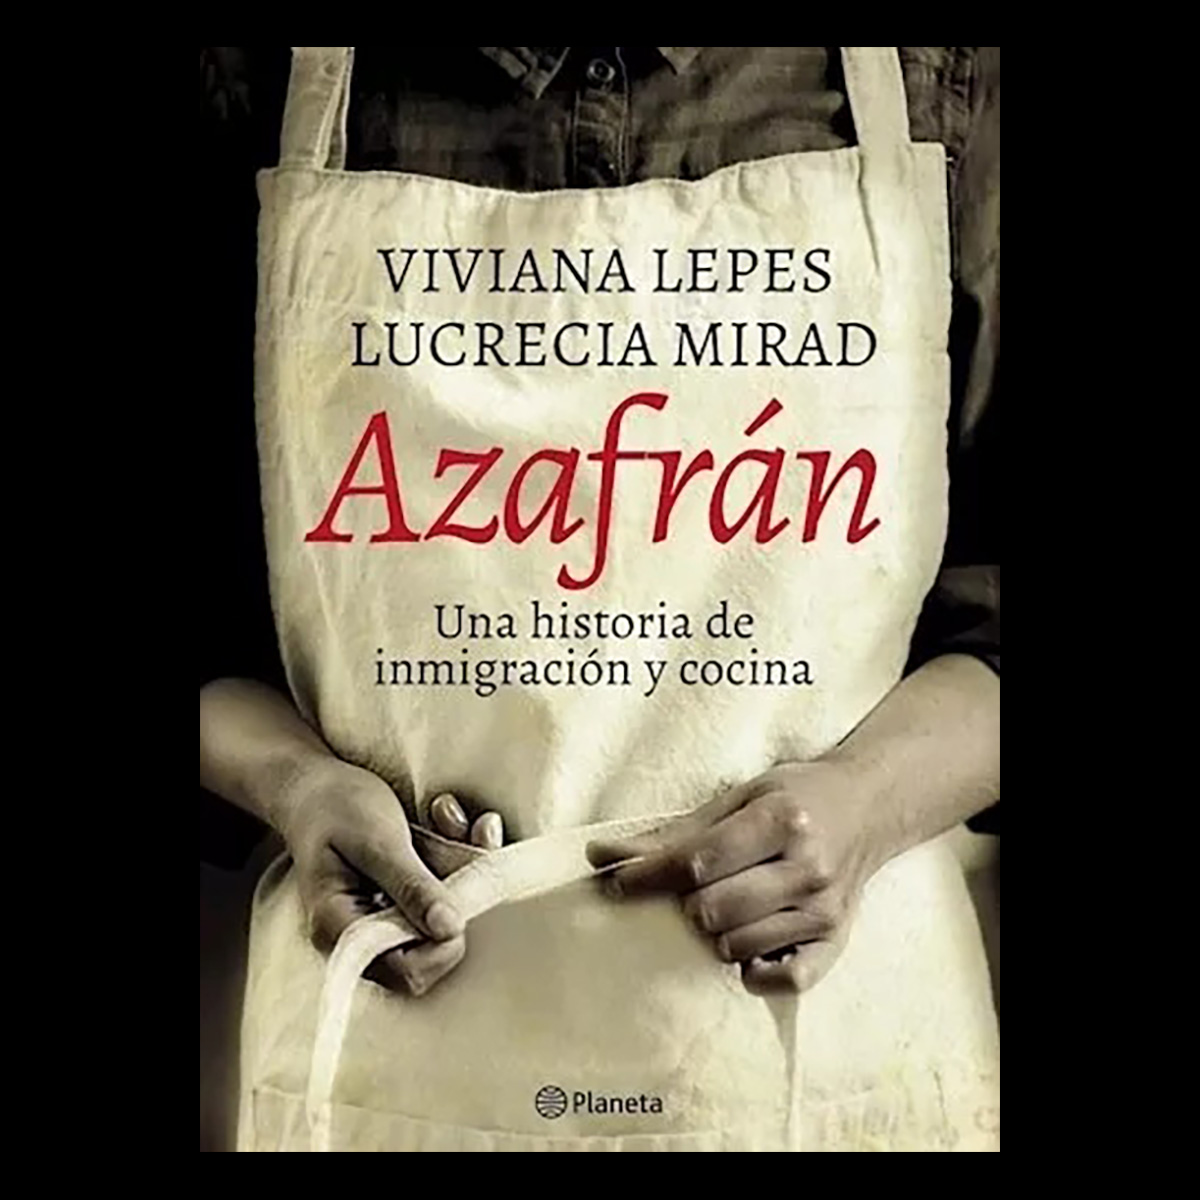 VIVIANA LEPES
LUCRECIA MIRAD
Azafrán
Una historia de
inmigración y cocina
Planeta